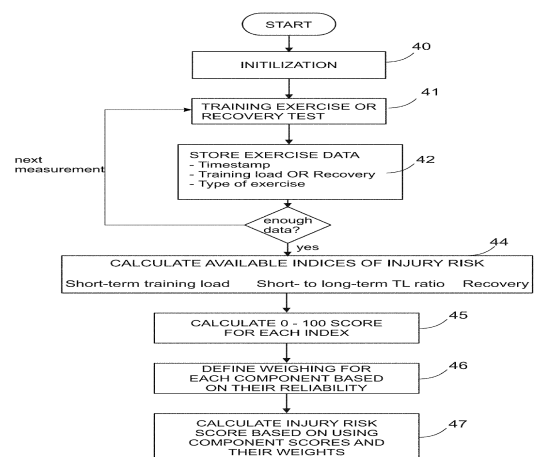 START
INITILIZATION
40
TRAINING EXERCISE OR
RECOVERY TEST
41
next
measurement
STORE EXERCISE DATA
- Timestamp
- Training load OR Recovery
- Type of exercise
42
enough
data?
yes
44
CALCULATE AVAILABLE INDICES OF INJURY RISK
Short-term training load Short- to long-term TL ratio Recovery
CALCULATE 0 - 100 SCORE
FOR EACH INDEX
45
DEFINE WEIGHING FOR
EACH COMPONENT BASED
ON THEIR RELIABILITY
46
CALCULATE INJURY RISK
SCORE BASED ON USING
COMPONENT SCORES AND
THEIR WEIGHTS
47